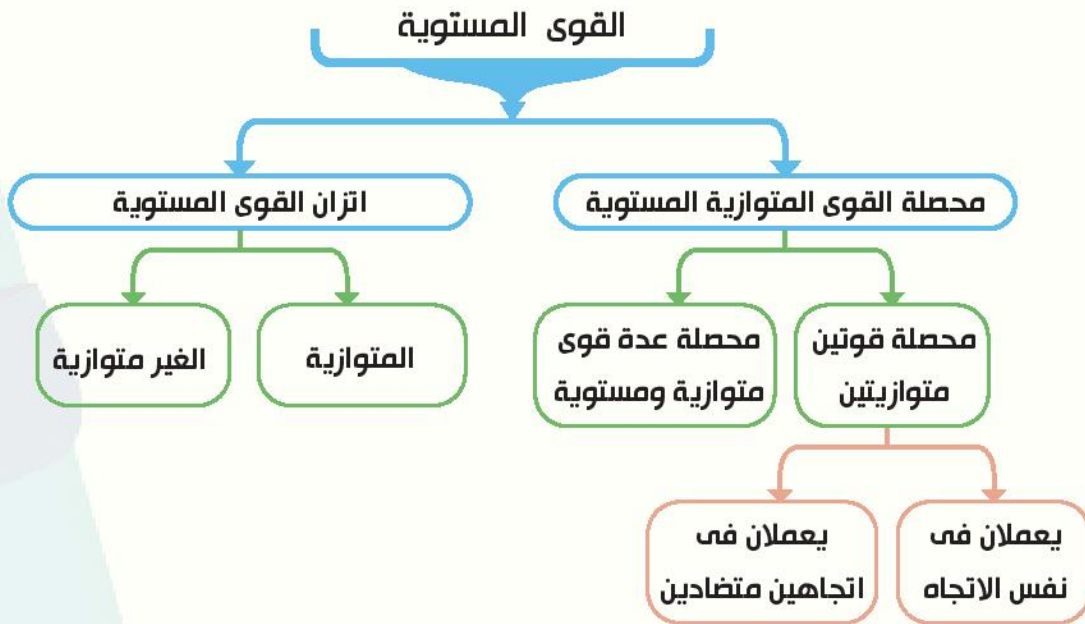 القوى المستوية
محصلة القوى المتوازية المستوية
اتزان القوى المستوية
محصلة قوتين
متوازيتين
محصلة عدة قوى
متوازية ومستوية
المتوازية
الغير متوازية
يعملان فى
نفس الاتجاه
يعملان فى
اتجاهين متضادين